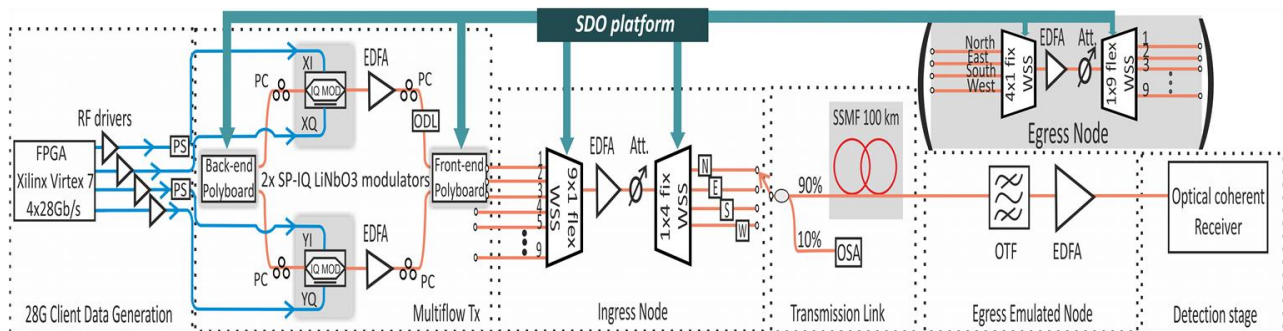 SDO platform
FPGA
Xilinx Virtex 7
4x28Gb/s
RF drivers
PS
PS
28G Client Data Generation
Back-end
Polyboard
PC
XI
IQ MOD
XQ
EDFA
PC
ODL
2x SP-IQ LiNbO3 modulators
Front-end
Polyboard
YI
IQ MOD
YQ
PC
EDFA
PC
Multiflow Tx
1
2
3
4
5
9
9x1 flex
WSS
EDFA
Att.
1x4 fix
WSS
N
E
S
W
Ingress Node
90%
10%
OSA
SSMF 100 km
Transmission Link
North
East
South
West
4x1 fix
WSS
EDFA
Att.
1x9 flex
WSS
1
2
3
9
Egress Node
OTF
EDFA
Egress Emulated Node
Optical coherent
Receiver
Detection stage